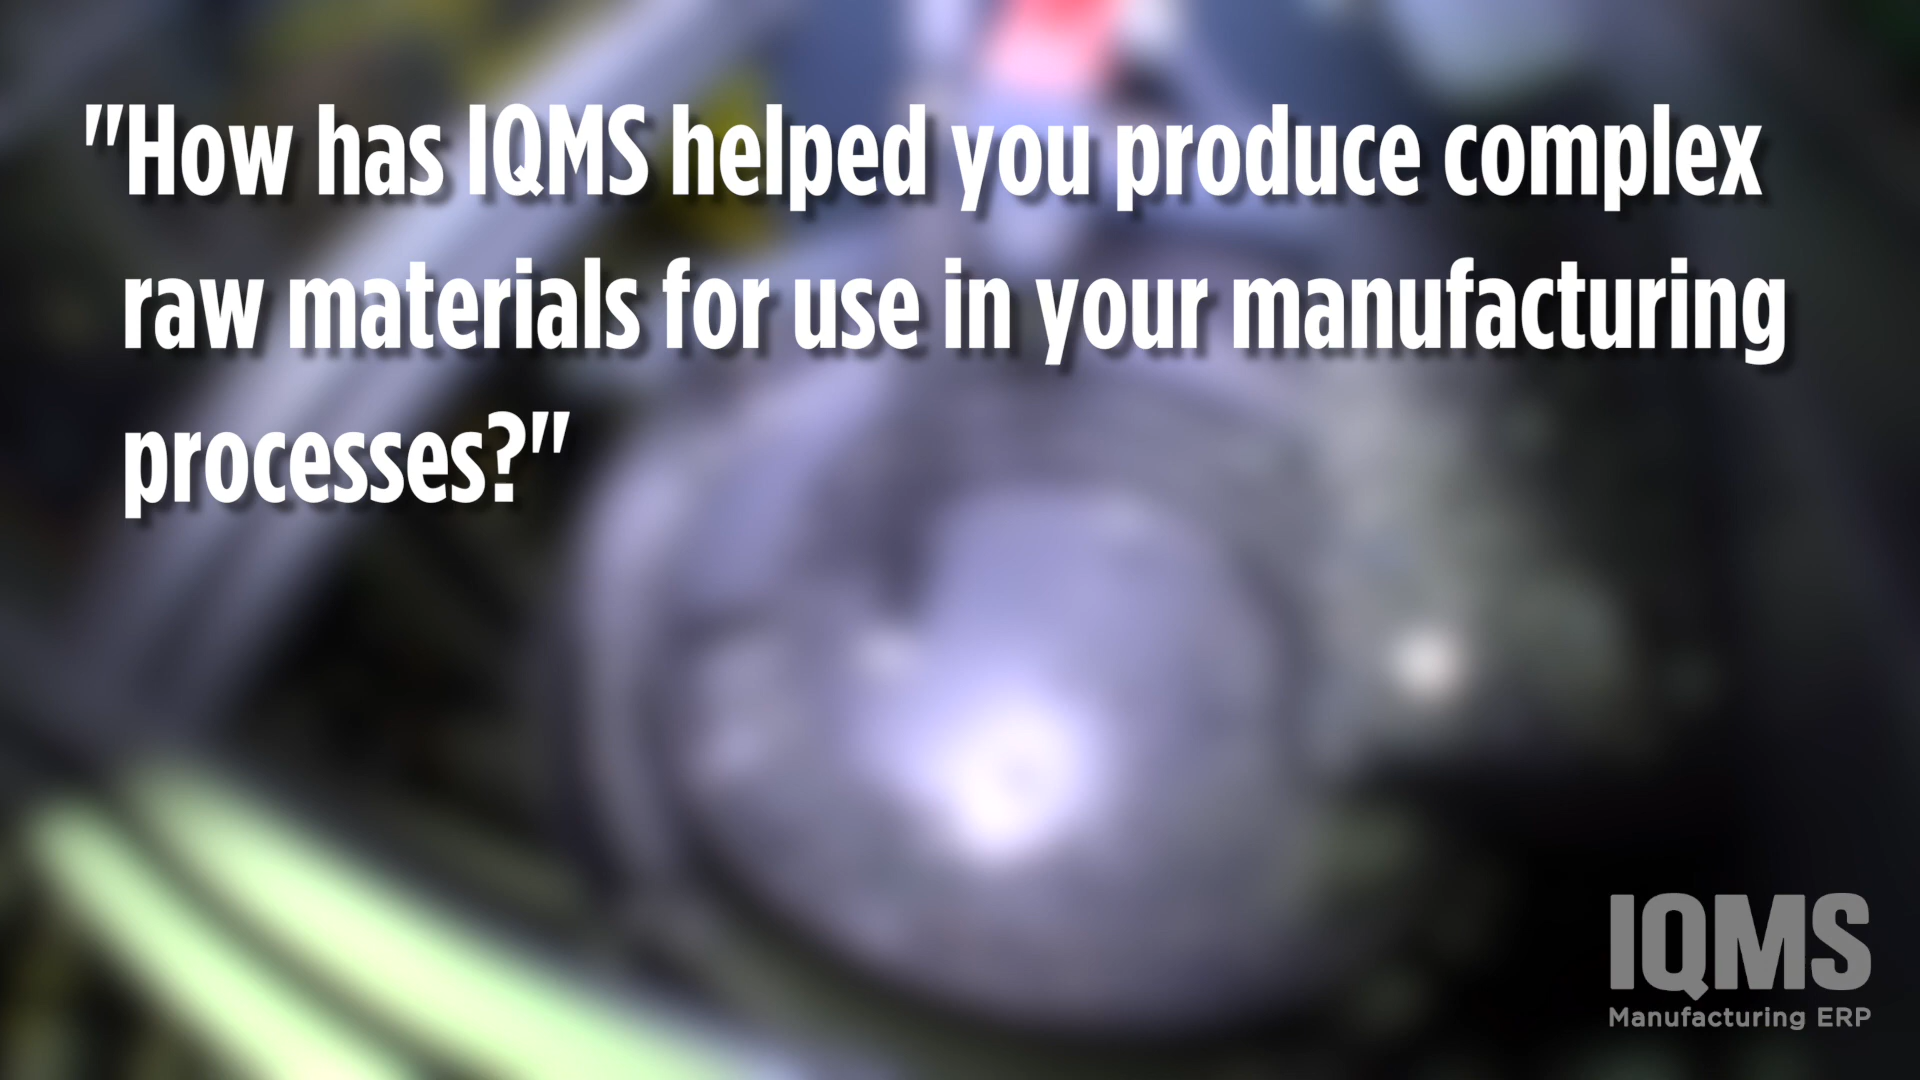 "How has IQMS helped you produce complex
raw materials for use in your manufacturing
processes?"
IQMS
Manufacturing ERP